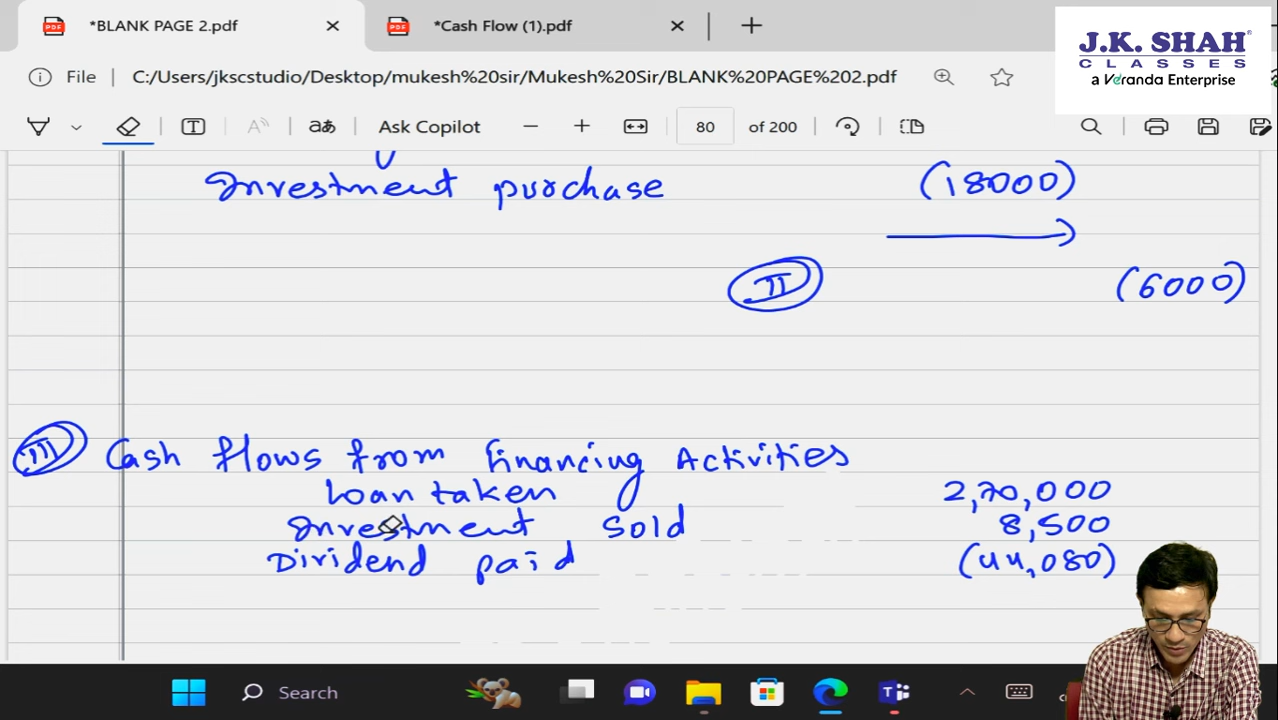 *BLANK PAGE 2.pdf
*Cash Flow (1).pdf
J.K. SHAH
CLASSES
a Veranda Enterprise
File C:/Users/jkscstudio/Desktop/mukesh%20sir/Mukesh%20Sir/BLANK%20PAGE%202.pdf
Ask Copilot 80 of 200
Investment purchase (18000)
II (6000)
III Cash flows from financing Activities
Loan taken 2,70,000
Investment sold 8,500
Dividend paid (44,080)
Search